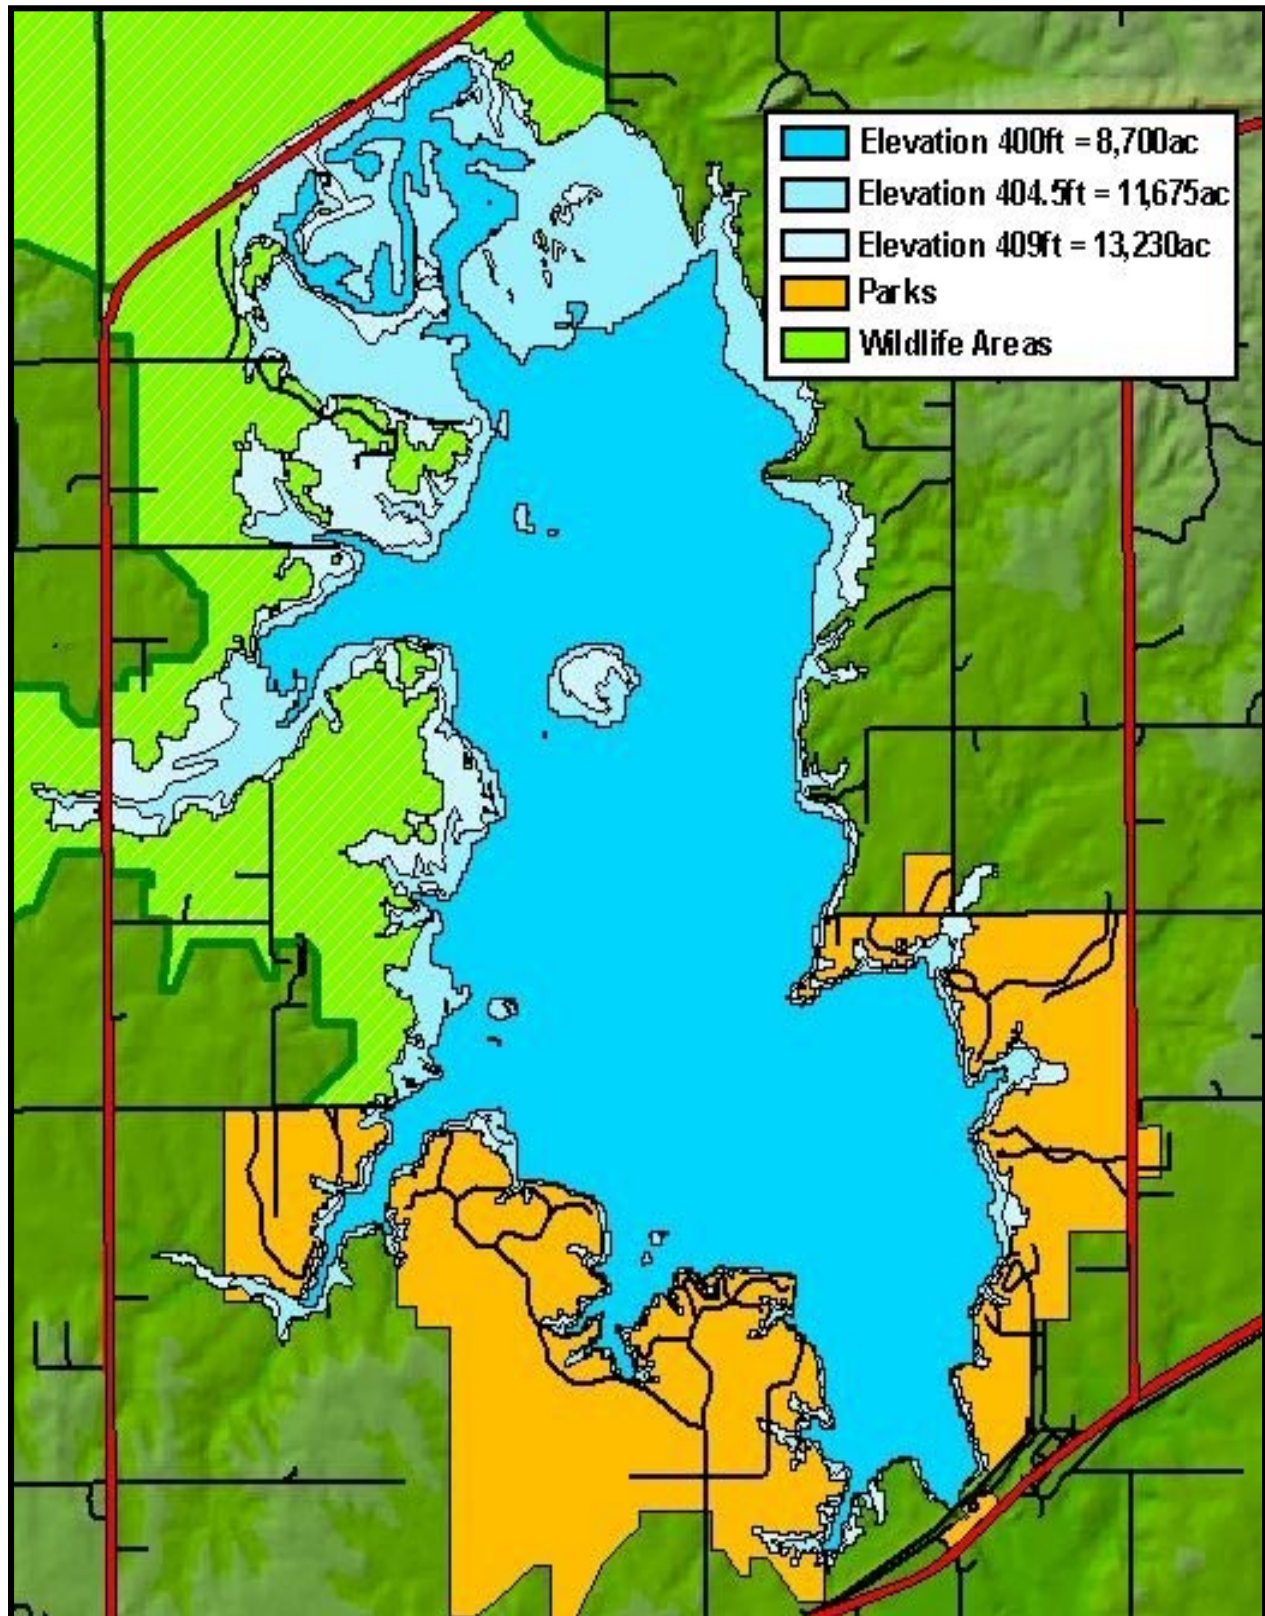 Elevation 400ft = 8,700ac
Elevation 404.5ft = 11,675ac
Elevation 409ft = 13,230ac
Parks
Wildlife Areas